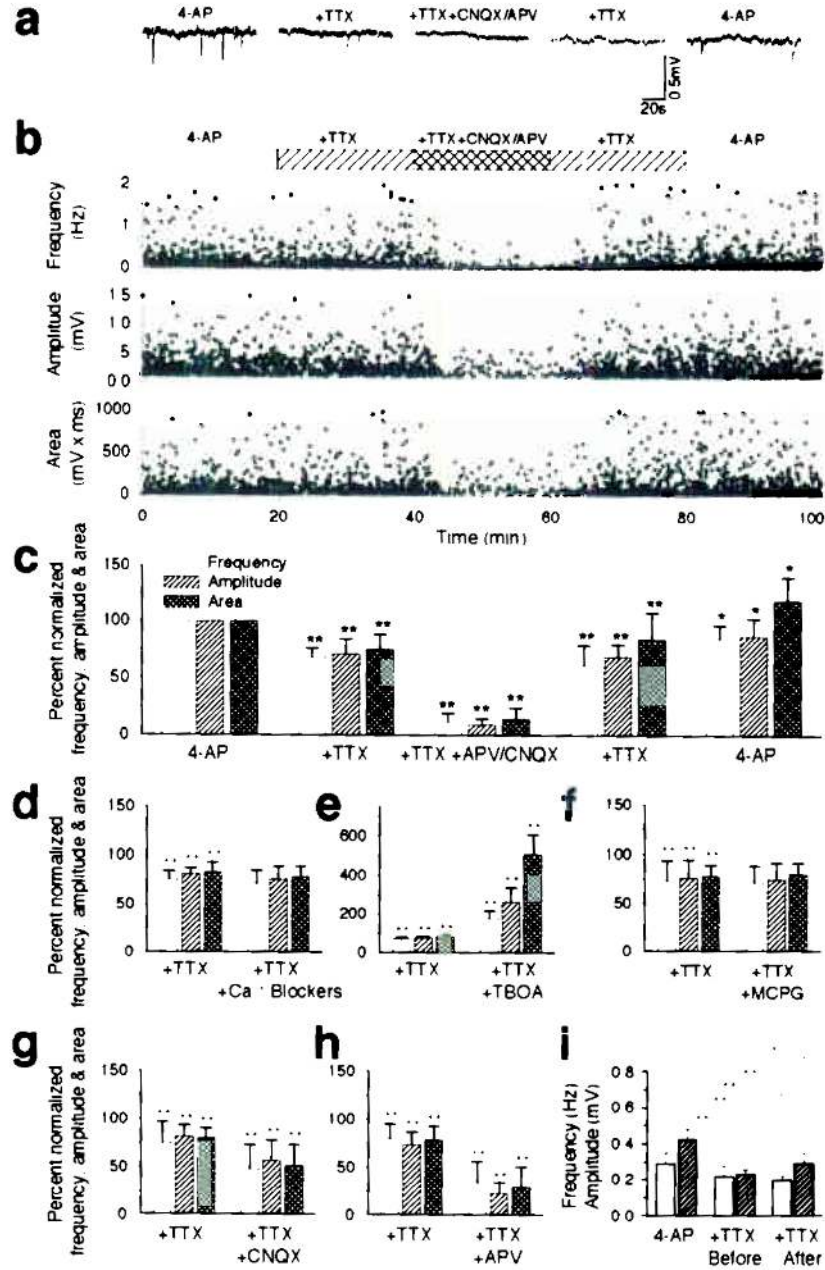 a
4-AP +TTX +TTX+CNQX/APV +TTX 4-AP
0.5mV
20s
b
4-AP +TTX +TTX+CNQX/APV +TTX 4-AP
Frequency (Hz)
2
1
0
Amplitude (mV)
15
10
5
00
Area (mV x ms)
1000
500
0
0 20 40 60 80 100
Time (min)
c
Percent normalized
frequency, amplitude & area
150
100
50
0
Frequency
Amplitude
Area
** ** ** ** ** ** ** ** ** * * *
4-AP +TTX +TTX +APV/CNQX +TTX 4-AP
d
Percent normalized
frequency, amplitude & area
150
100
50
0
+TTX +TTX
+Ca Blockers
e
600
400
200
0
+TTX +TTX
+TBOA
f
150
100
50
0
+TTX +TTX
+MCPG
g
Percent normalized
frequency, amplitude & area
150
100
50
0
+TTX +TTX
+CNQX
h
150
100
50
0
+TTX +TTX
+APV
i
Frequency (Hz)
Amplitude (mV)
0 8
0 6
0 4
0 2
0 0
4-AP +TTX +TTX
Before After